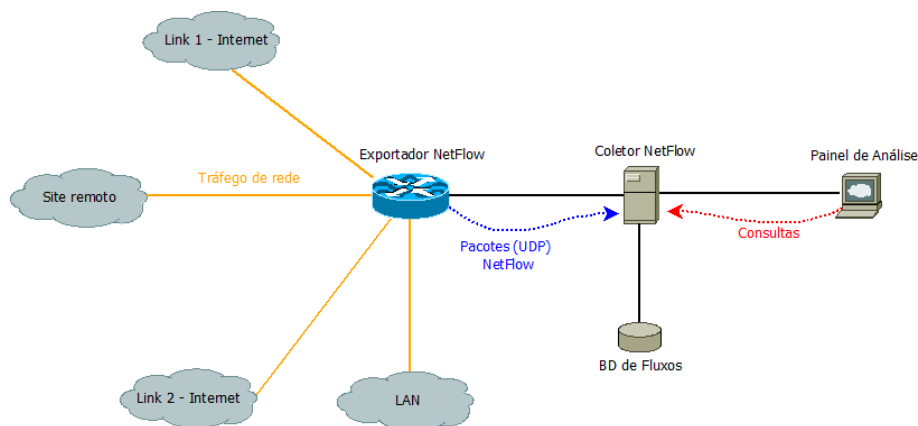 Link 1 - Internet
Exportador NetFlow
Coletor NetFlow
Painel de Análise
Tráfego de rede
Site remoto
Pacotes (UDP)
NetFlow
Consultas
BD de Fluxos
Link 2 - Internet
LAN